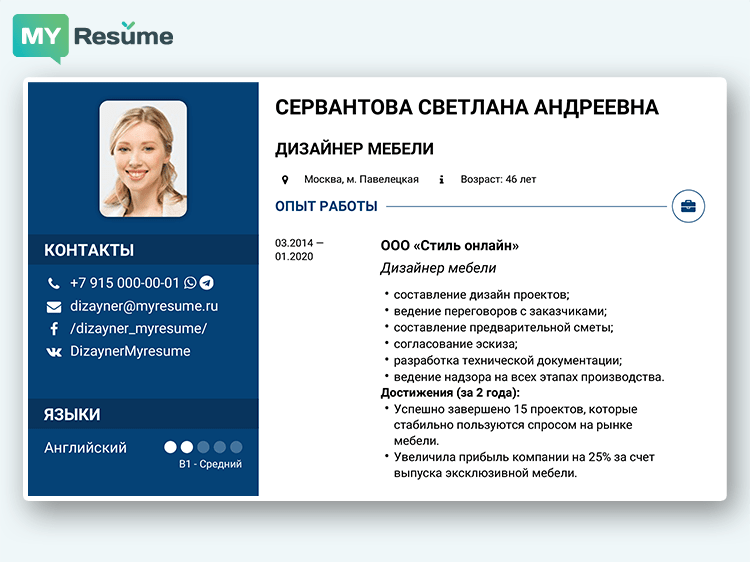 MY Resume
СЕРВАНТОВА СВЕТЛАНА АНДРЕЕВНА
ДИЗАЙНЕР МЕБЕЛИ
Москва, м. Павелецкая
Возраст: 46 лет
КОНТАКТЫ
+7 915 000-00-01
dizayner@myresume.ru
/dizayner_myresume/
DizaynerMyresume
ЯЗЫКИ
Английский
B1 - Средний
ОПЫТ РАБОТЫ
03.2014 —
01.2020
ООО «Стиль онлайн»
Дизайнер мебели
• составление дизайн проектов;
• ведение переговоров с заказчиками;
• составление предварительной сметы;
• согласование эскиза;
• разработка технической документации;
• ведение надзора на всех этапах производства.
Достижения (за 2 года):
• Успешно завершено 15 проектов, которые
стабильно пользуются спросом на рынке
мебели.
• Увеличила прибыль компании на 25% за счет
выпуска эксклюзивной мебели.